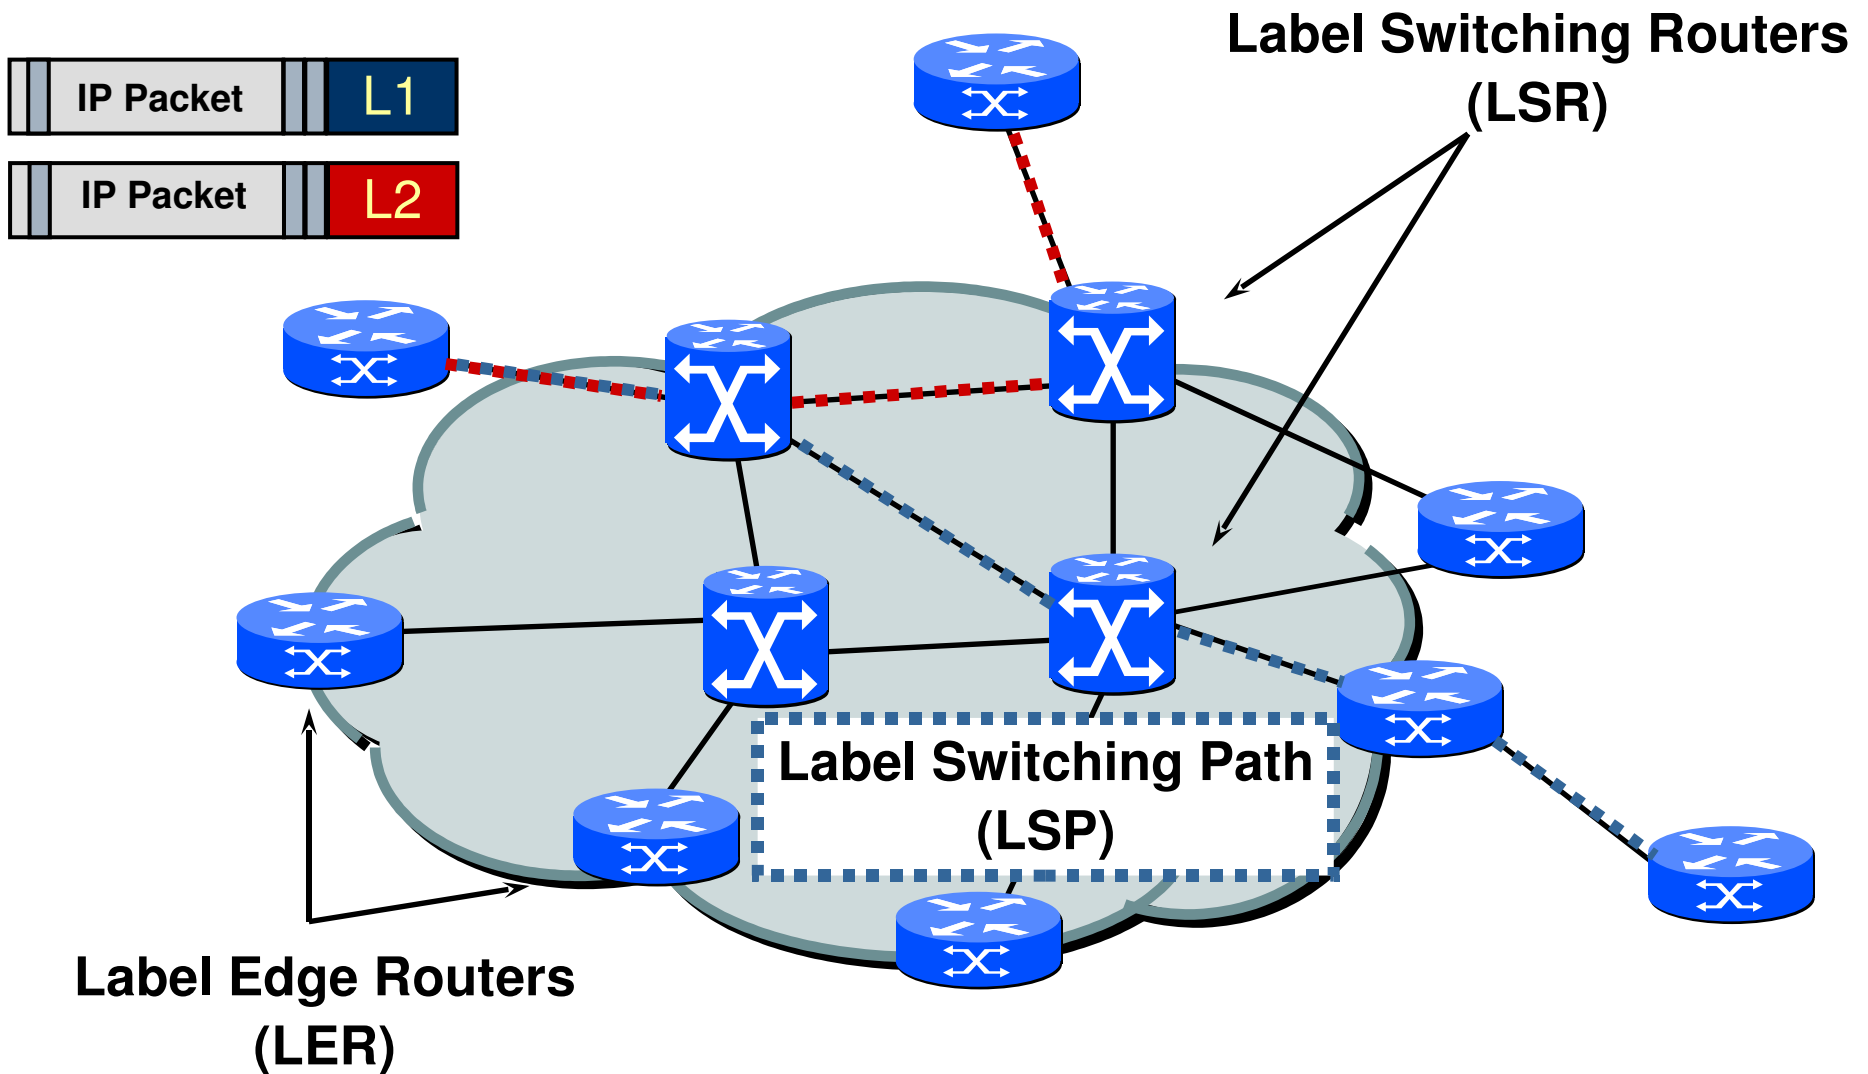 Label Switching Routers
(LSR)
IP Packet L1
IP Packet L2
Label Switching Path
(LSP)
Label Edge Routers
(LER)